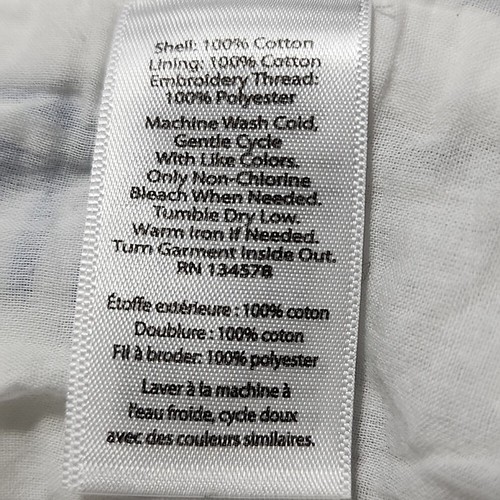 Shell: 100% Cotton
Lining: 100% Cotton
Embroidery Thread:
100% Polyester
Machine Wash Cold,
Gentle Cycle
With Like Colors.
Only Non-Chlorine
Bleach When Needed.
Tumble Dry Low.
Warm Iron If Needed.
Turn Garment Inside Out.
RN 134578
Étoffe extérieure : 100% coton
Doublure : 100% coton
Fil à broder: 100% polyester
Laver à la machine à
l'eau froide, cycle doux
avec des couleurs similaires.